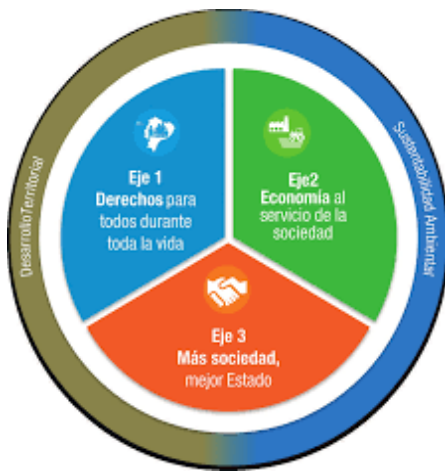 Desarrollo Territorial
Sustentabilidad Ambiental
Eje 1
Derechos para
todos durante
toda la vida
Eje2
Economía al
servicio de la
sociedad
Eje 3
Más sociedad,
mejor Estado